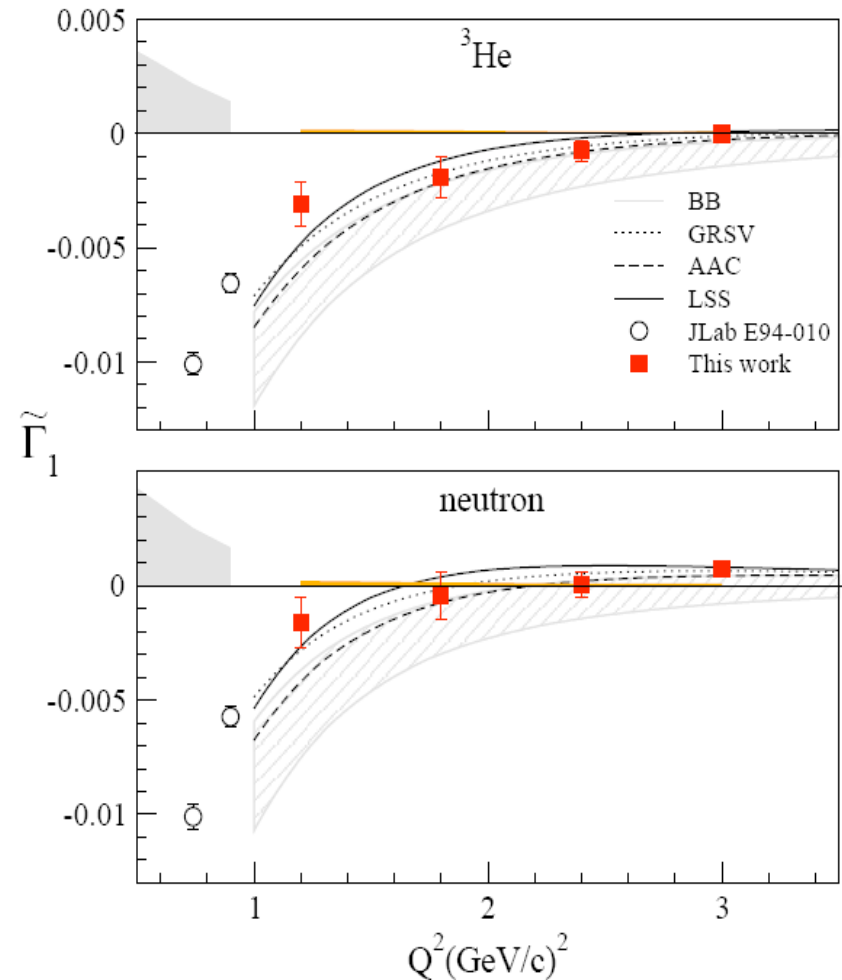 0.005
³He
0
-0.005
-0.01
BB
GRSV
AAC
LSS
JLab E94-010
This work
Γ̃₁
neutron
0
-0.005
-0.01
1
2
3
Q²(GeV/c)²